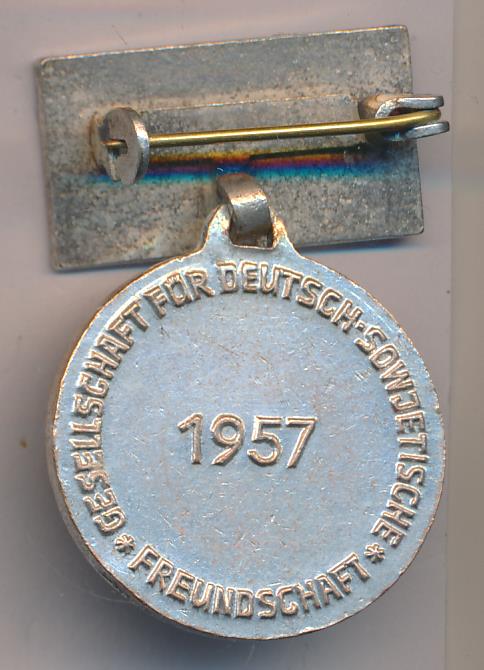 GESELLSCHAFT FÜR DEUTSCH-SOWJETISCHE
* FREUNDSCHAFT *
1957